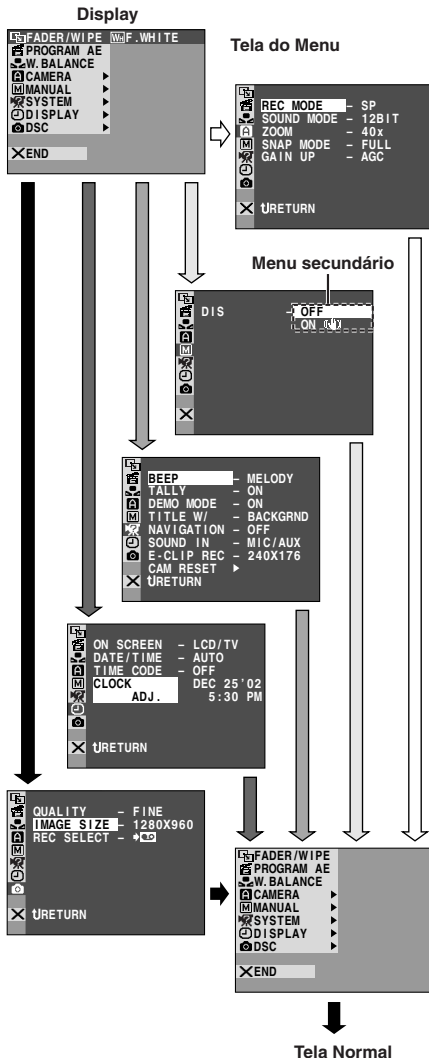 Display
FADER/WIPE WH F.WHITE
PROGRAM AE
W.BALANCE
A CAMERA
M MANUAL
SYSTEM
DISPLAY
DSC
END
Tela do Menu
A
M
REC MODE – SP
SOUND MODE – 12BIT
ZOOM – 40x
SNAP MODE – FULL
GAIN UP – AGC
RETURN
Menu secundário
A
M
DIS – OFF
ON
A
M
BEEP – MELODY
TALLY – ON
DEMO MODE – ON
TITLE W/ – BACKGRND
NAVIGATION – OFF
SOUND IN – MIC/AUX
E-CLIP REC – 240X176
CAM RESET
RETURN
A
M
ON SCREEN – LCD/TV
DATE/TIME – AUTO
TIME CODE – OFF
CLOCK DEC 25'02
ADJ. 5:30 PM
RETURN
A
M
QUALITY – FINE
IMAGE SIZE – 1280X960
REC SELECT –
RETURN
FADER/WIPE
PROGRAM AE
W.BALANCE
A CAMERA
M MANUAL
SYSTEM
DISPLAY
DSC
END
Tela Normal